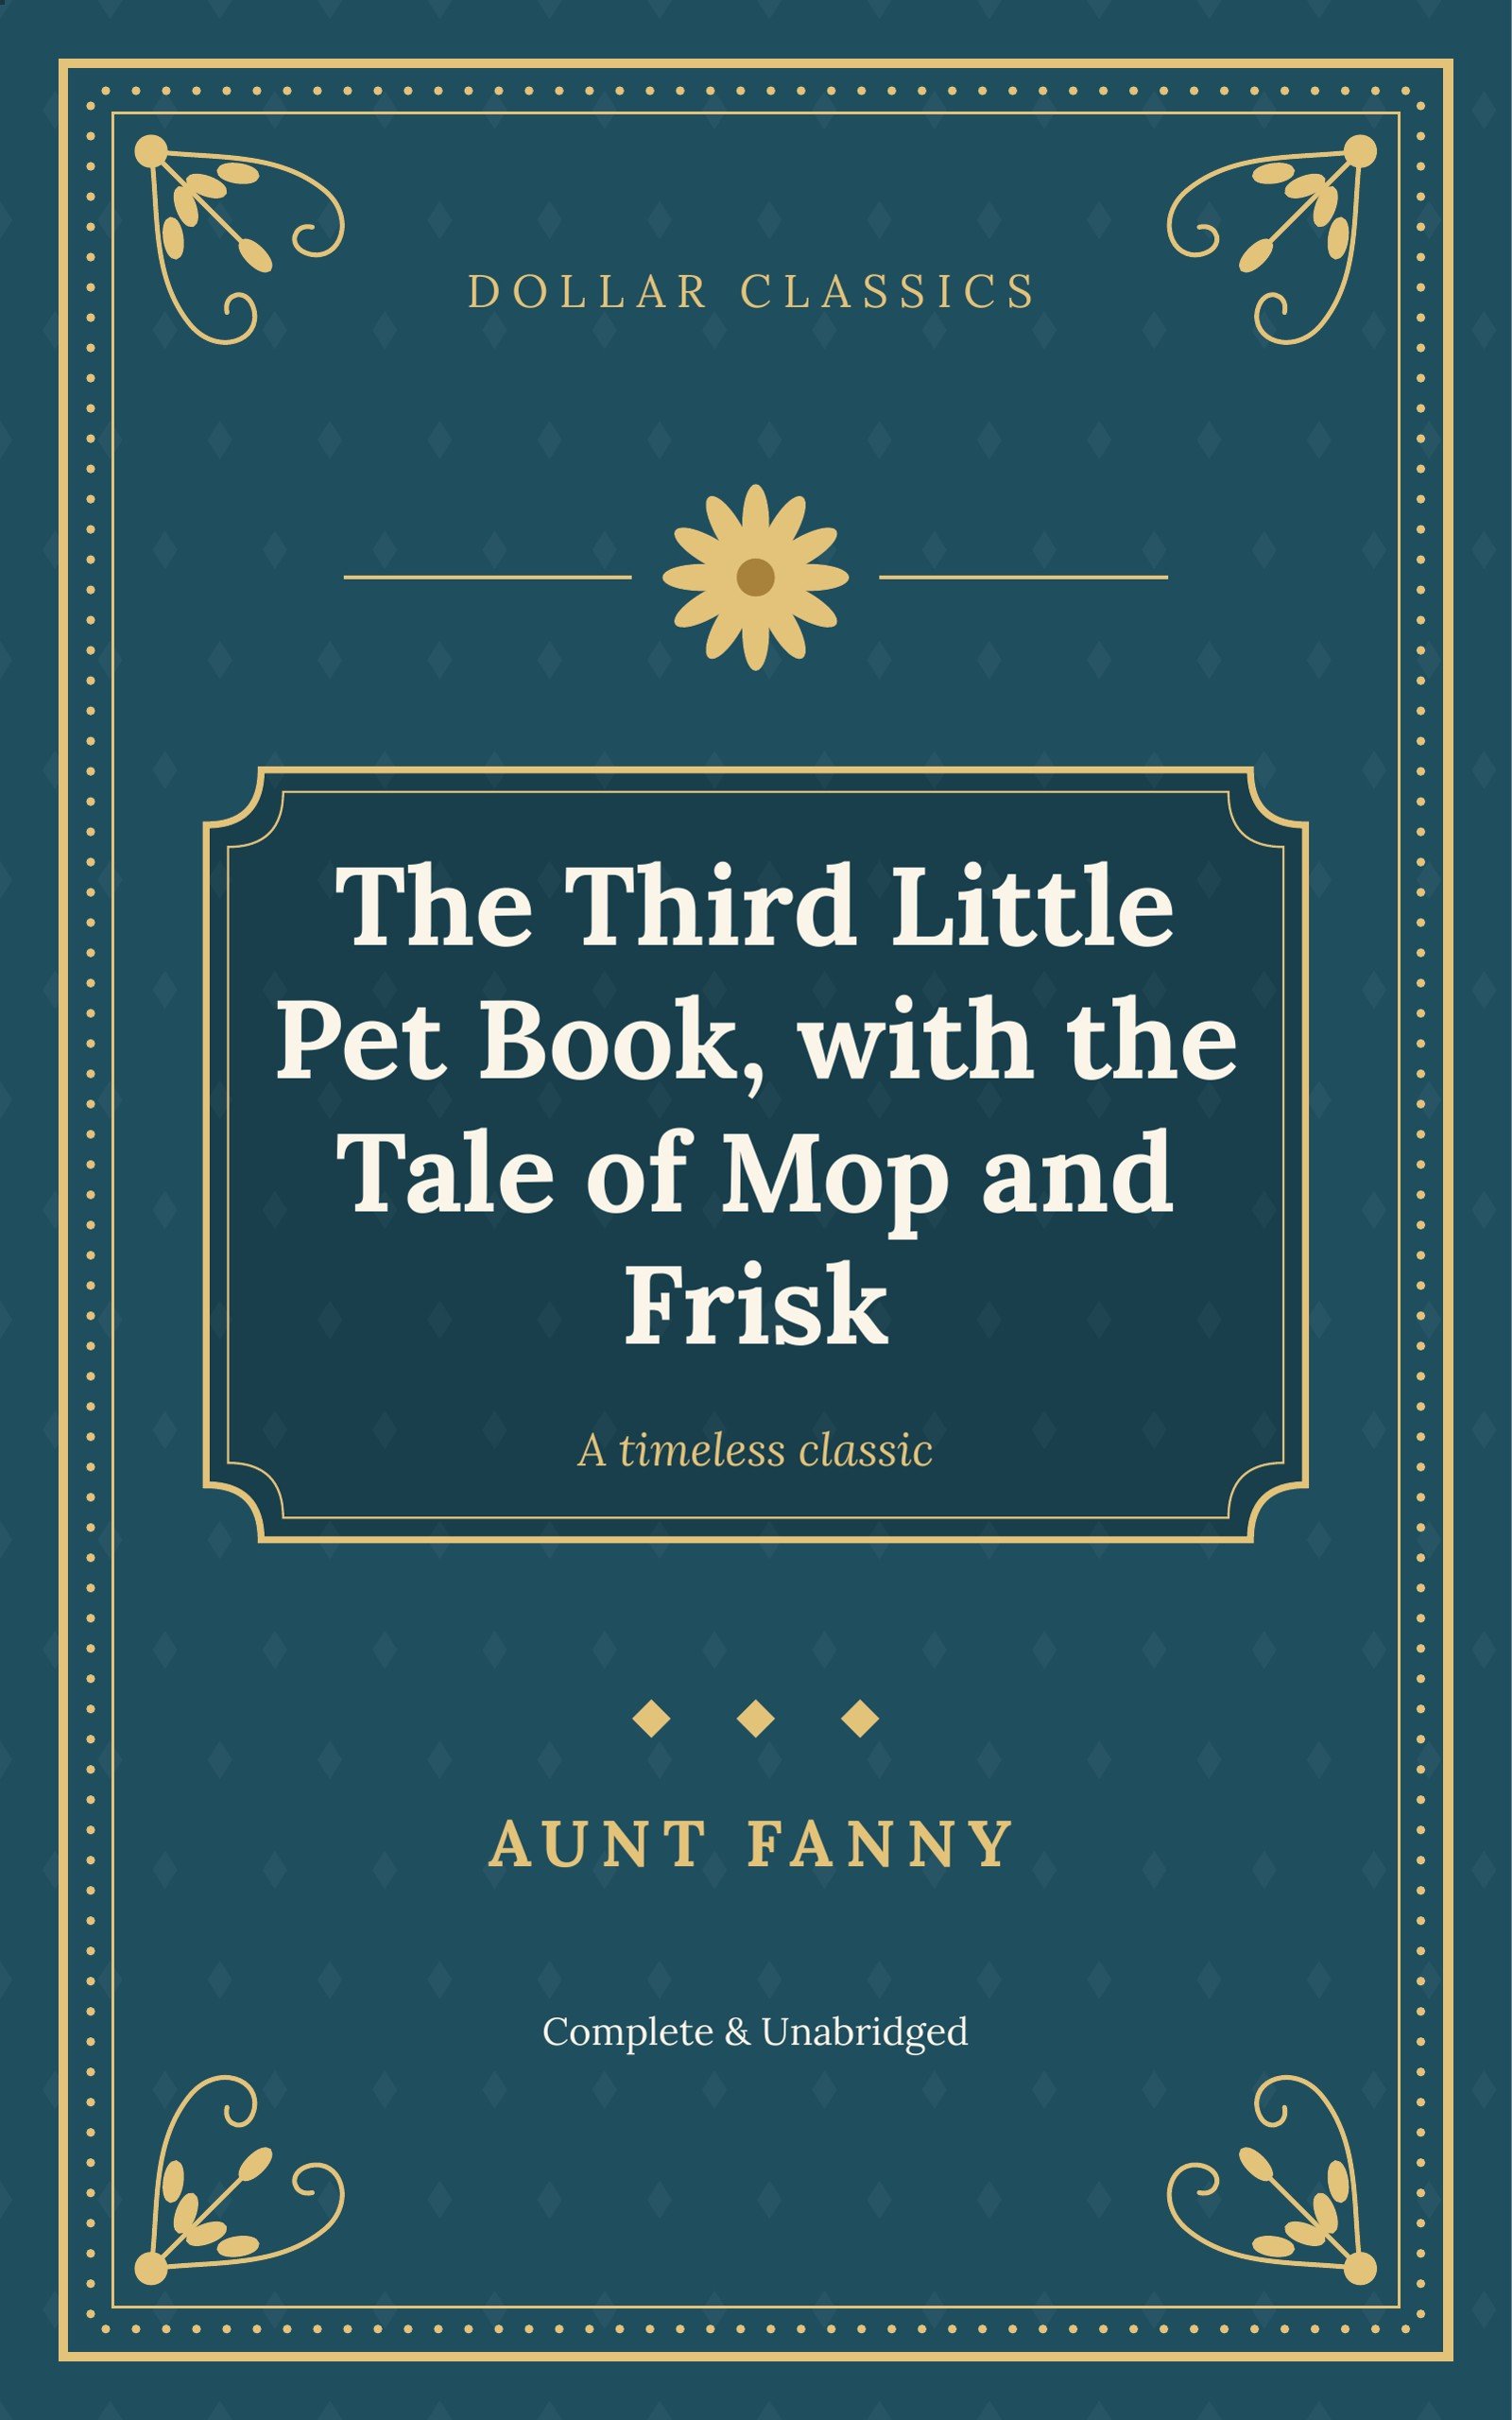 DOLLAR CLASSICS
The Third Little
Pet Book, with the
Tale of Mop and
Frisk
A timeless classic
AUNT FANNY
Complete & Unabridged